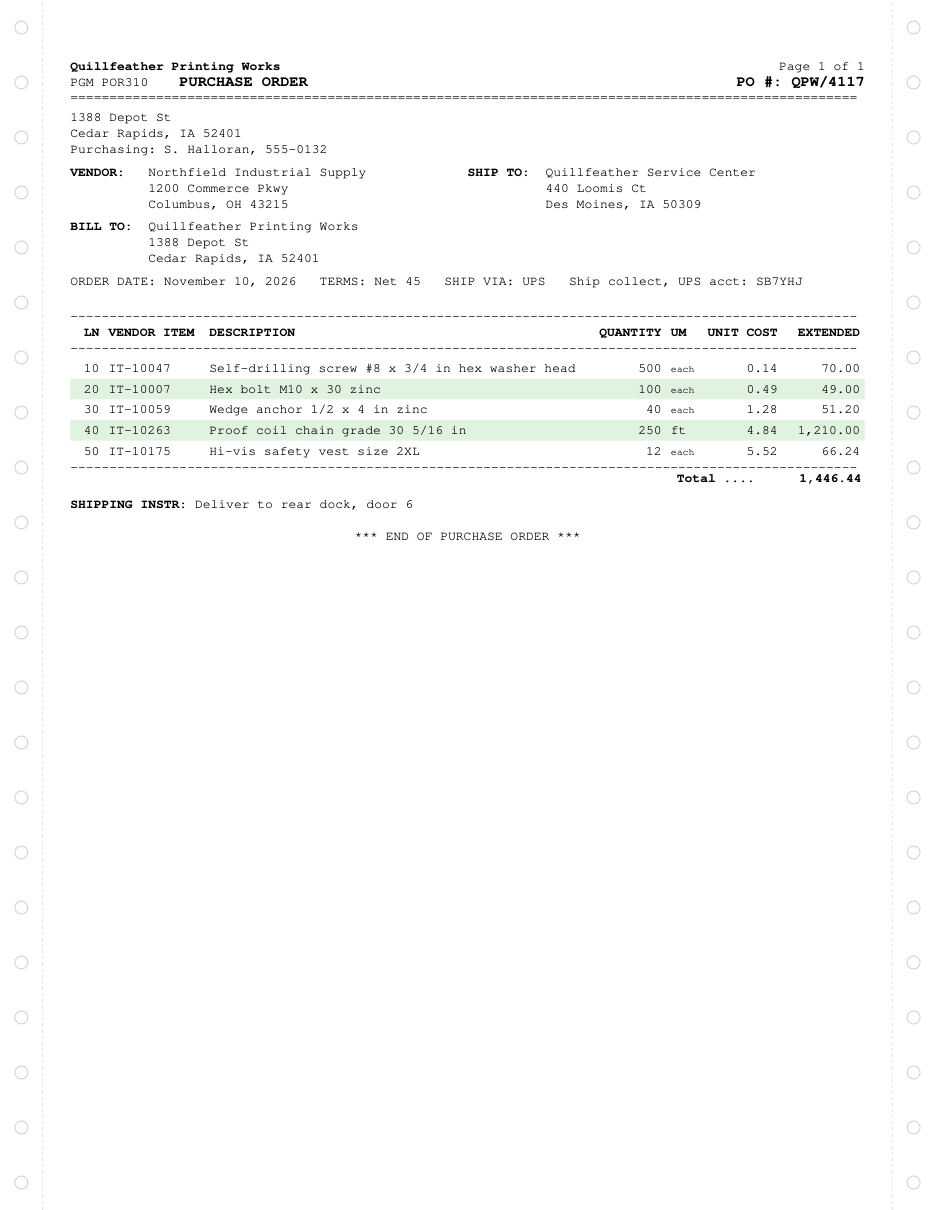 Quillfeather Printing Works Page 1 of 1
PGM POR310 PURCHASE ORDER PO #: QPW/4117
=====================================================================================================
1388 Depot St
Cedar Rapids, IA 52401
Purchasing: S. Halloran, 555-0132
VENDOR: Northfield Industrial Supply SHIP TO: Quillfeather Service Center
1200 Commerce Pkwy 440 Loomis Ct
Columbus, OH 43215 Des Moines, IA 50309
BILL TO: Quillfeather Printing Works
1388 Depot St
Cedar Rapids, IA 52401
ORDER DATE: November 10, 2026 TERMS: Net 45 SHIP VIA: UPS Ship collect, UPS acct: SB7YHJ
-----------------------------------------------------------------------------------------------------
LN VENDOR ITEM DESCRIPTION QUANTITY UM UNIT COST EXTENDED
-----------------------------------------------------------------------------------------------------
10 IT-10047 Self-drilling screw #8 x 3/4 in hex washer head 500 each 0.14 70.00
20 IT-10007 Hex bolt M10 x 30 zinc 100 each 0.49 49.00
30 IT-10059 Wedge anchor 1/2 x 4 in zinc 40 each 1.28 51.20
40 IT-10263 Proof coil chain grade 30 5/16 in 250 ft 4.84 1,210.00
50 IT-10175 Hi-vis safety vest size 2XL 12 each 5.52 66.24
-----------------------------------------------------------------------------------------------------
Total .... 1,446.44
SHIPPING INSTR: Deliver to rear dock, door 6
*** END OF PURCHASE ORDER ***